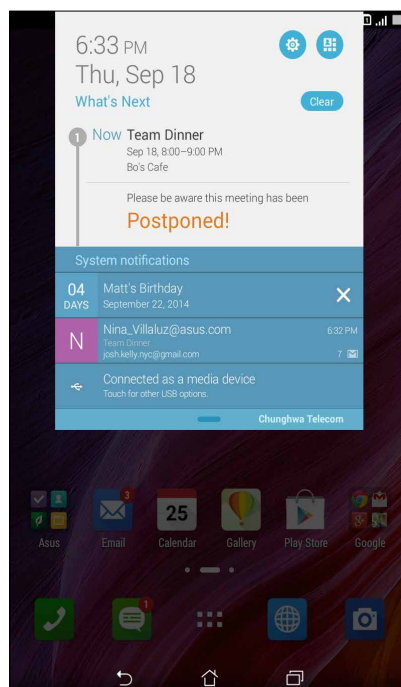 6:33 PM
Thu, Sep 18
What's Next
Clear
1
Now Team Dinner
Sep 18, 8:00–9:00 PM
Bo's Cafe
Please be aware this meeting has been
Postponed!
System notifications
04 DAYS
Matt's Birthday
September 22, 2014
N
Nina_Villaluz@asus.com 6:32 PM
Team Dinner
josh.kelly.nyc@gmail.com 7
Connected as a media device
Touch for other USB options.
Chunghwa Telecom
3
25
8
Asus Email Calendar Gallery Play Store Google
1